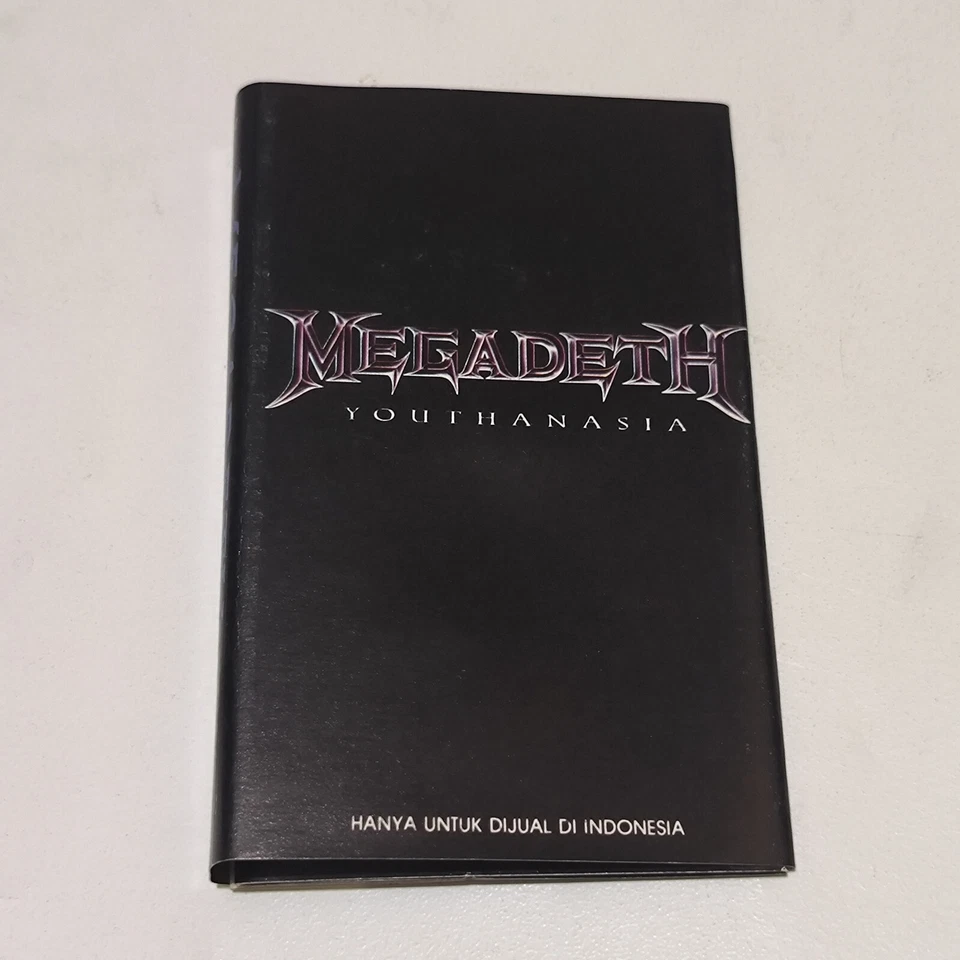 MEGADETH
YOUTHANASIA
HANYA UNTUK DIJUAL DI INDONESIA